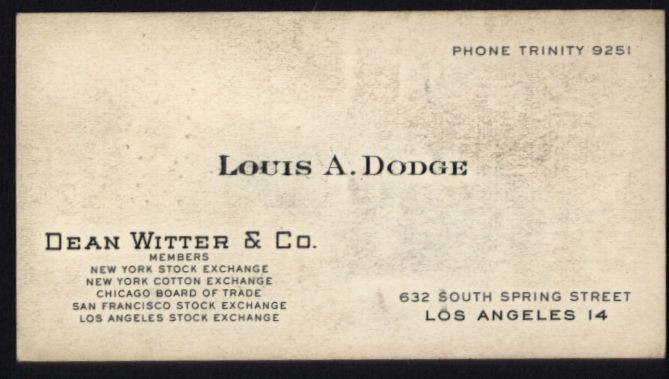 PHONE TRINITY 9251
LOUIS A. DODGE
DEAN WITTER & CO.
MEMBERS
NEW YORK STOCK EXCHANGE
NEW YORK COTTON EXCHANGE
CHICAGO BOARD OF TRADE
SAN FRANCISCO STOCK EXCHANGE
LOS ANGELES STOCK EXCHANGE
632 SOUTH SPRING STREET
LOS ANGELES 14